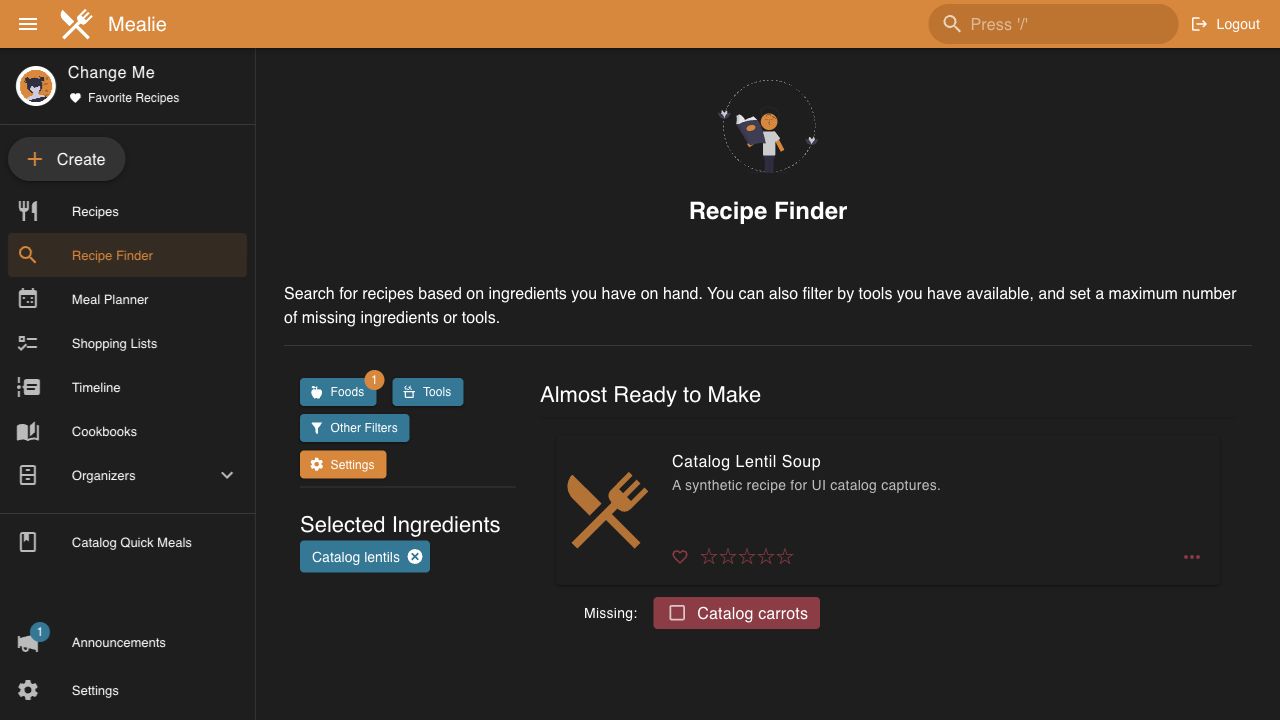 Mealie
Press '/'
Logout
Change Me
Favorite Recipes
Create
Recipes
Recipe Finder
Meal Planner
Shopping Lists
Timeline
Cookbooks
Organizers
Catalog Quick Meals
1
Announcements
Settings
Recipe Finder
Search for recipes based on ingredients you have on hand. You can also filter by tools you have available, and set a maximum number
of missing ingredients or tools.
Foods
1
Tools
Other Filters
Settings
Selected Ingredients
Catalog lentils
Almost Ready to Make
Catalog Lentil Soup
A synthetic recipe for UI catalog captures.
Missing:
Catalog carrots